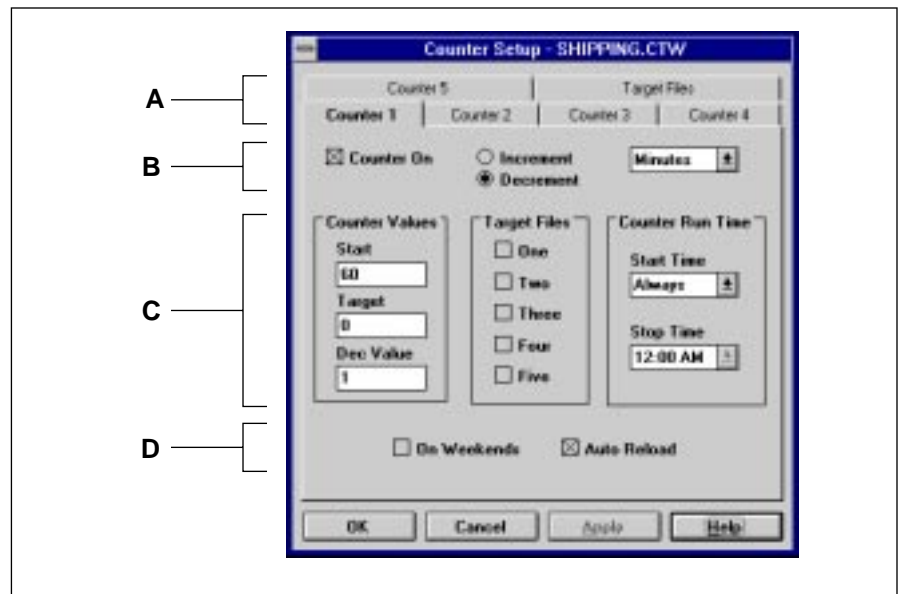 Counter Setup - SHIPPING.CTW
A
Counter 5 Target Files
Counter 1 Counter 2 Counter 3 Counter 4
B
Counter On
Increment
Decrement
Minutes
C
Counter Values
Start
60
Target
0
Dec Value
1
Target Files
One
Two
Three
Four
Five
Counter Run Time
Start Time
Always
Stop Time
12:00 AM
D
On Weekends Auto Reload
OK Cancel Apply Help